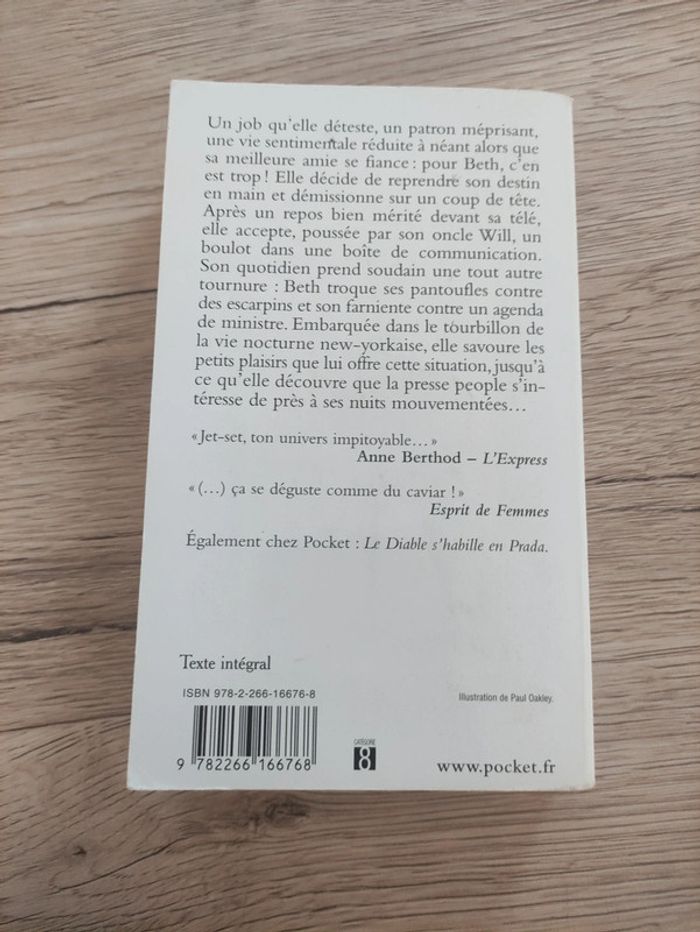 Un job qu'elle déteste, un patron méprisant,
une vie sentimentale réduite à néant alors que
sa meilleure amie se fiance : pour Beth, c'en
est trop ! Elle décide de reprendre son destin
en main et démissionne sur un coup de tête.
Après un repos bien mérité devant sa télé,
elle accepte, poussée par son oncle Will, un
boulot dans une boîte de communication.
Son quotidien prend soudain une tout autre
tournure : Beth troque ses pantoufles contre
des escarpins et son farniente contre un agenda
de ministre. Embarquée dans le tourbillon de
la vie nocturne new-yorkaise, elle savoure les
petits plaisirs que lui offre cette situation, jusqu'à
ce qu'elle découvre que la presse people s'in-
téresse de près à ses nuits mouvementées…
« Jet-set, ton univers impitoyable… »
Anne Berthod – L'Express
« (…) ça se déguste comme du caviar ! »
Esprit de Femmes
Également chez Pocket : Le Diable s'habille en Prada.
Texte intégral
ISBN 978-2-266-16676-8
Illustration de Paul Oakley.
CATÉGORIE
8
9 782266 166768
www.pocket.fr